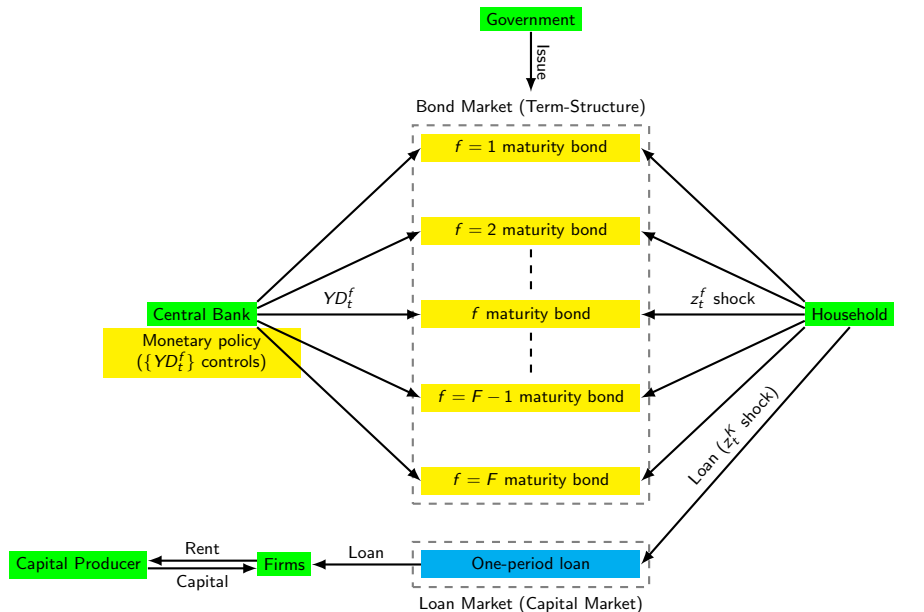 Government
Issue
Bond Market (Term-Structure)
f = 1 maturity bond
f = 2 maturity bond
YD_t^f
z_t^f shock
Central Bank
f maturity bond
Household
Monetary policy
({YD_t^f} controls)
f = F − 1 maturity bond
Loan (z_t^K shock)
f = F maturity bond
Rent
Loan
Capital Producer
Firms
One-period loan
Capital
Loan Market (Capital Market)